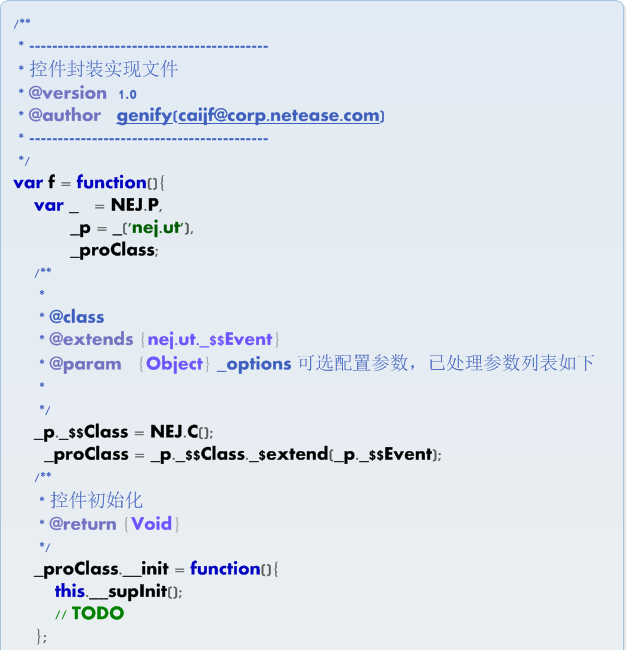 /**
 * ------------------------------------------
 * 控件封装实现文件
 * @version  1.0
 * @author   genify(caijf@corp.netease.com)
 * ------------------------------------------
 */
var f = function(){
    var _   = NEJ.P,
        _p = _('nej.ut'),
        _proClass;
    /**
     *
     * @class
     * @extends {nej.ut._$$Event}
     * @param   {Object} _options 可选配置参数，已处理参数列表如下
     *
     */
    _p._$$Class = NEJ.C();
     _proClass = _p._$$Class._$extend(_p._$$Event);
    /**
     * 控件初始化
     * @return {Void}
     */
    _proClass.__init = function(){
        this.__supInit();
        // TODO
    };